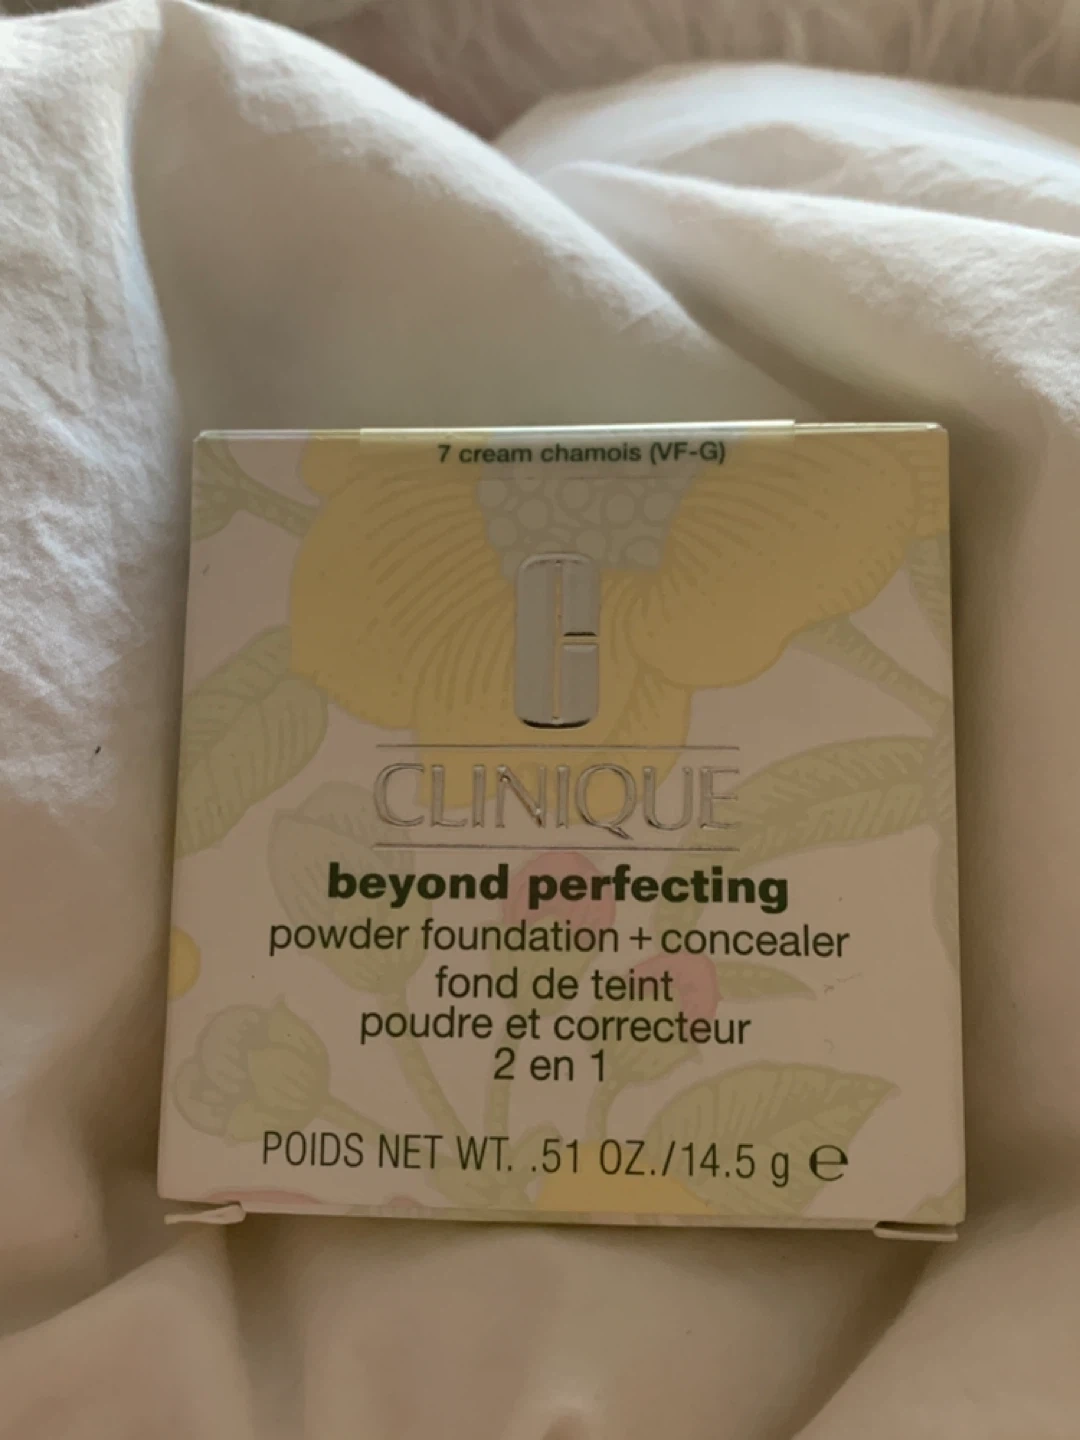 7 cream chamois (VF-G)
CLINIQUE
beyond perfecting
powder foundation + concealer
fond de teint
poudre et correcteur
2 en 1
POIDS NET WT. .51 OZ./14.5 g ℮